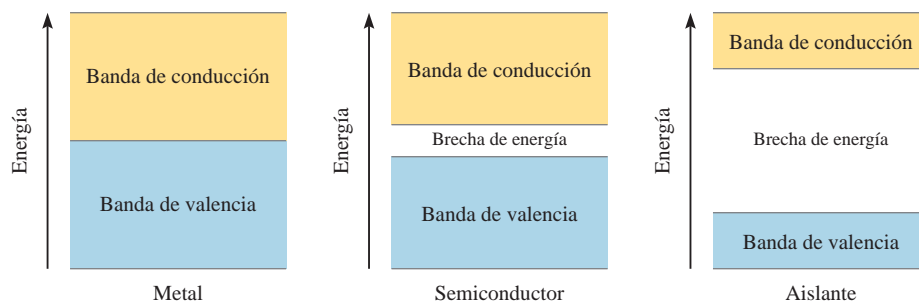 Energía
Banda de conducción
Banda de valencia
Metal
Energía
Banda de conducción
Brecha de energía
Banda de valencia
Semiconductor
Energía
Banda de conducción
Brecha de energía
Banda de valencia
Aislante